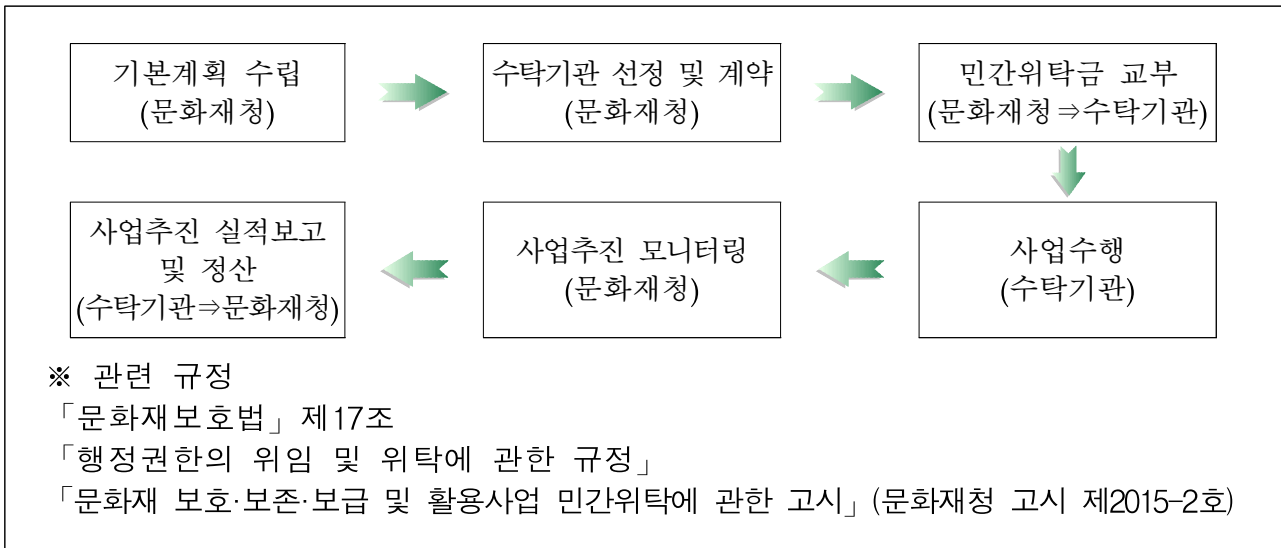 기본계획 수립
(문화재청)
수탁기관 선정 및 계약
(문화재청)
민간위탁금 교부
(문화재청⇒수탁기관)
사업수행
(수탁기관)
사업추진 모니터링
(문화재청)
사업추진 실적보고
및 정산
(수탁기관⇒문화재청)
※ 관련 규정
「문화재보호법」제17조
「행정권한의 위임 및 위탁에 관한 규정」
「문화재 보호·보존·보급 및 활용사업 민간위탁에 관한 고시」(문화재청 고시 제2015-2호)